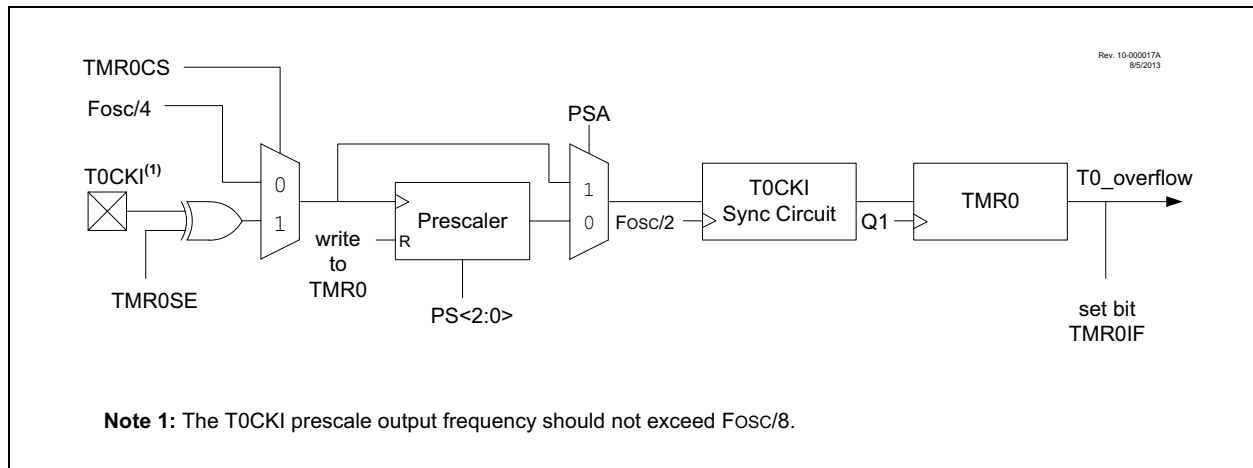 Rev. 10-000017A
8/5/2013
TMR0CS
Fosc/4
PSA
T0CKI(1)
0
1
TMR0SE
write
to
TMR0
R
Prescaler
PS<2:0>
1
0
FOSC/2
T0CKI
Sync Circuit
Q1
TMR0
T0_overflow
set bit
TMR0IF
Note 1: The T0CKI prescale output frequency should not exceed FOSC/8.